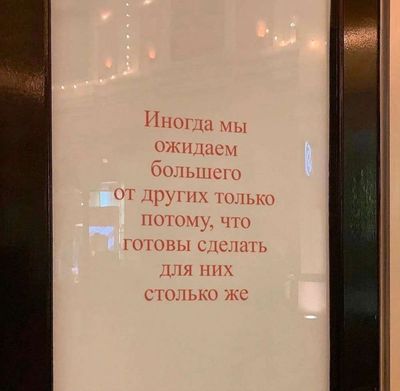 Иногда мы
ожидаем
большего
от других только
потому, что
готовы сделать
для них
столько же